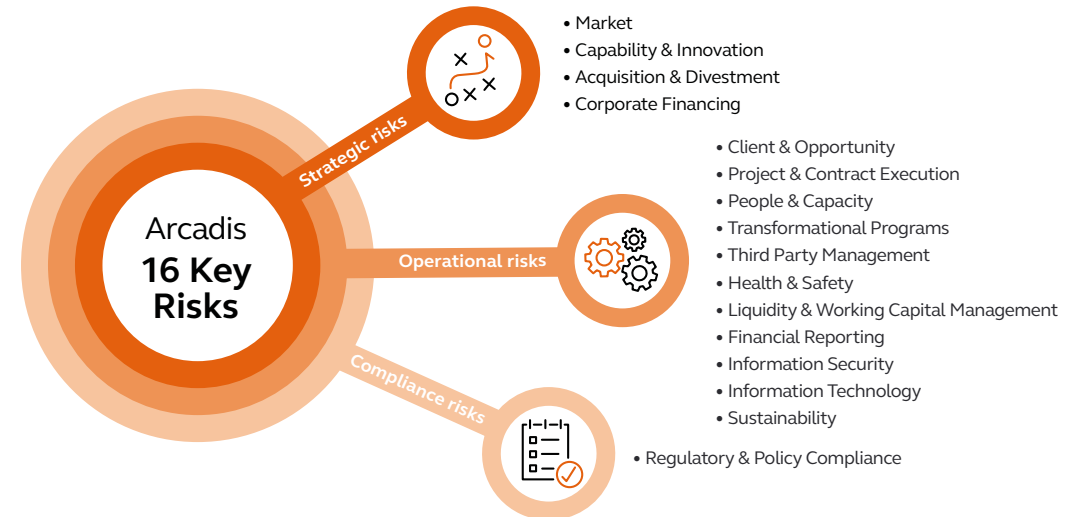 Arcadis
16 Key
Risks
Strategic risks
• Market
• Capability & Innovation
• Acquisition & Divestment
• Corporate Financing
Operational risks
• Client & Opportunity
• Project & Contract Execution
• People & Capacity
• Transformational Programs
• Third Party Management
• Health & Safety
• Liquidity & Working Capital Management
• Financial Reporting
• Information Security
• Information Technology
• Sustainability
Compliance risks
• Regulatory & Policy Compliance